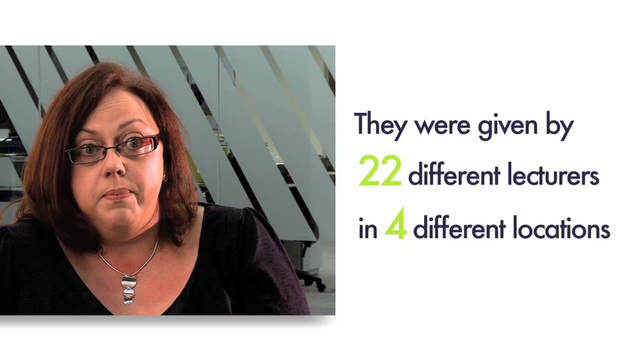 They were given by
22 different lecturers
in 4 different locations